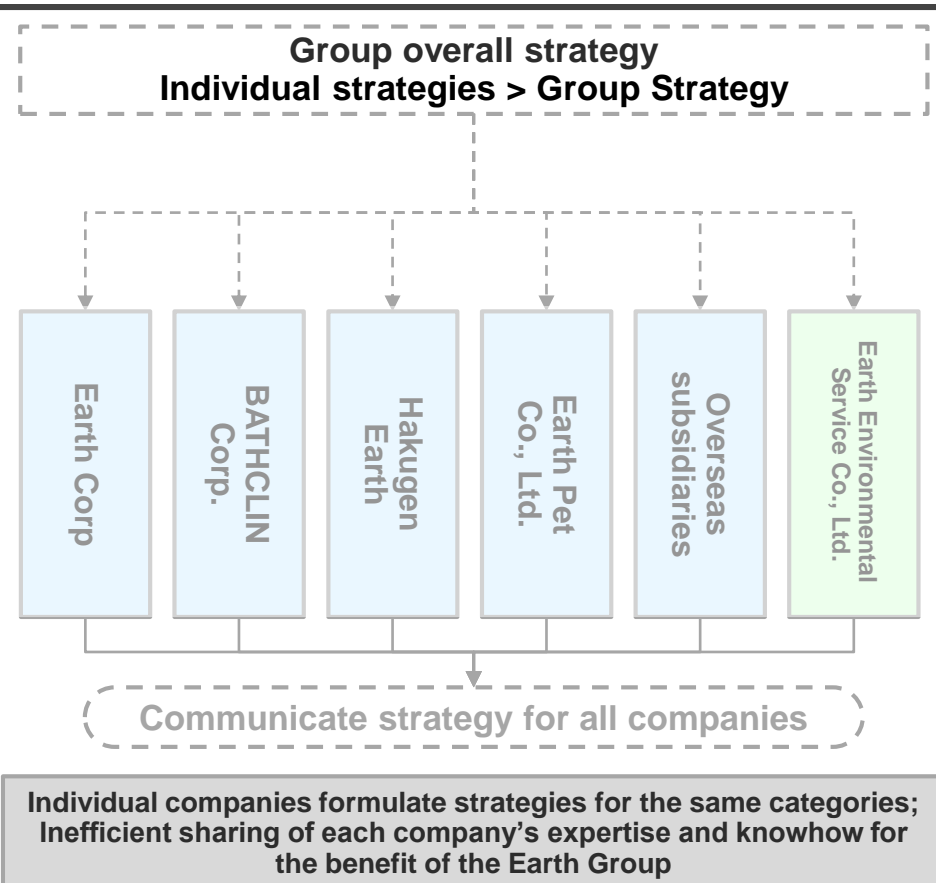 Group overall strategy
Individual strategies > Group Strategy
Earth Corp
BATHCLIN
Corp.
Hakugen
Earth
Earth Pet
Co., Ltd.
Overseas
subsidiaries
Earth Environmental
Service Co., Ltd.
Communicate strategy for all companies
Individual companies formulate strategies for the same categories;
Inefficient sharing of each company’s expertise and knowhow for
the benefit of the Earth Group